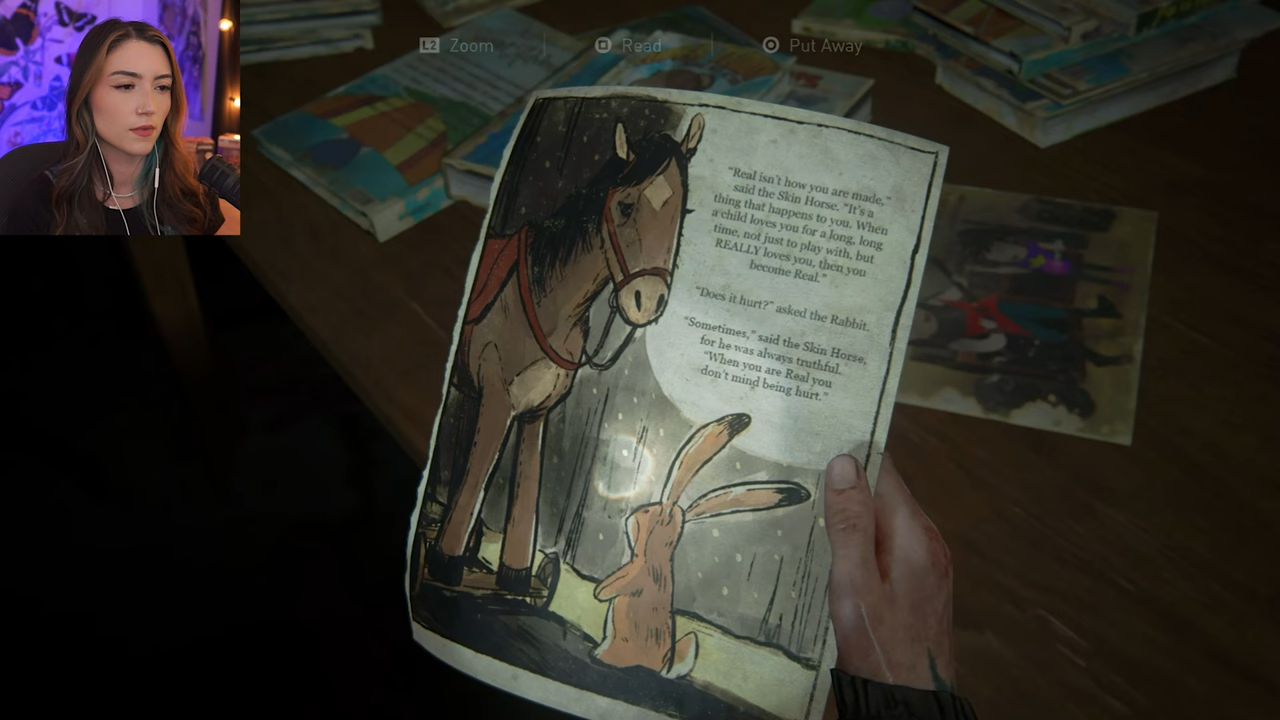 L2 Zoom
Read
Put Away
"Real isn't how you are made,"
said the Skin Horse. "It's a
thing that happens to you. When
a child loves you for a long, long
time, not just to play with, but
REALLY loves you, then you
become Real."
"Does it hurt?" asked the Rabbit.
"Sometimes," said the Skin Horse,
for he was always truthful.
"When you are Real you
don't mind being hurt."